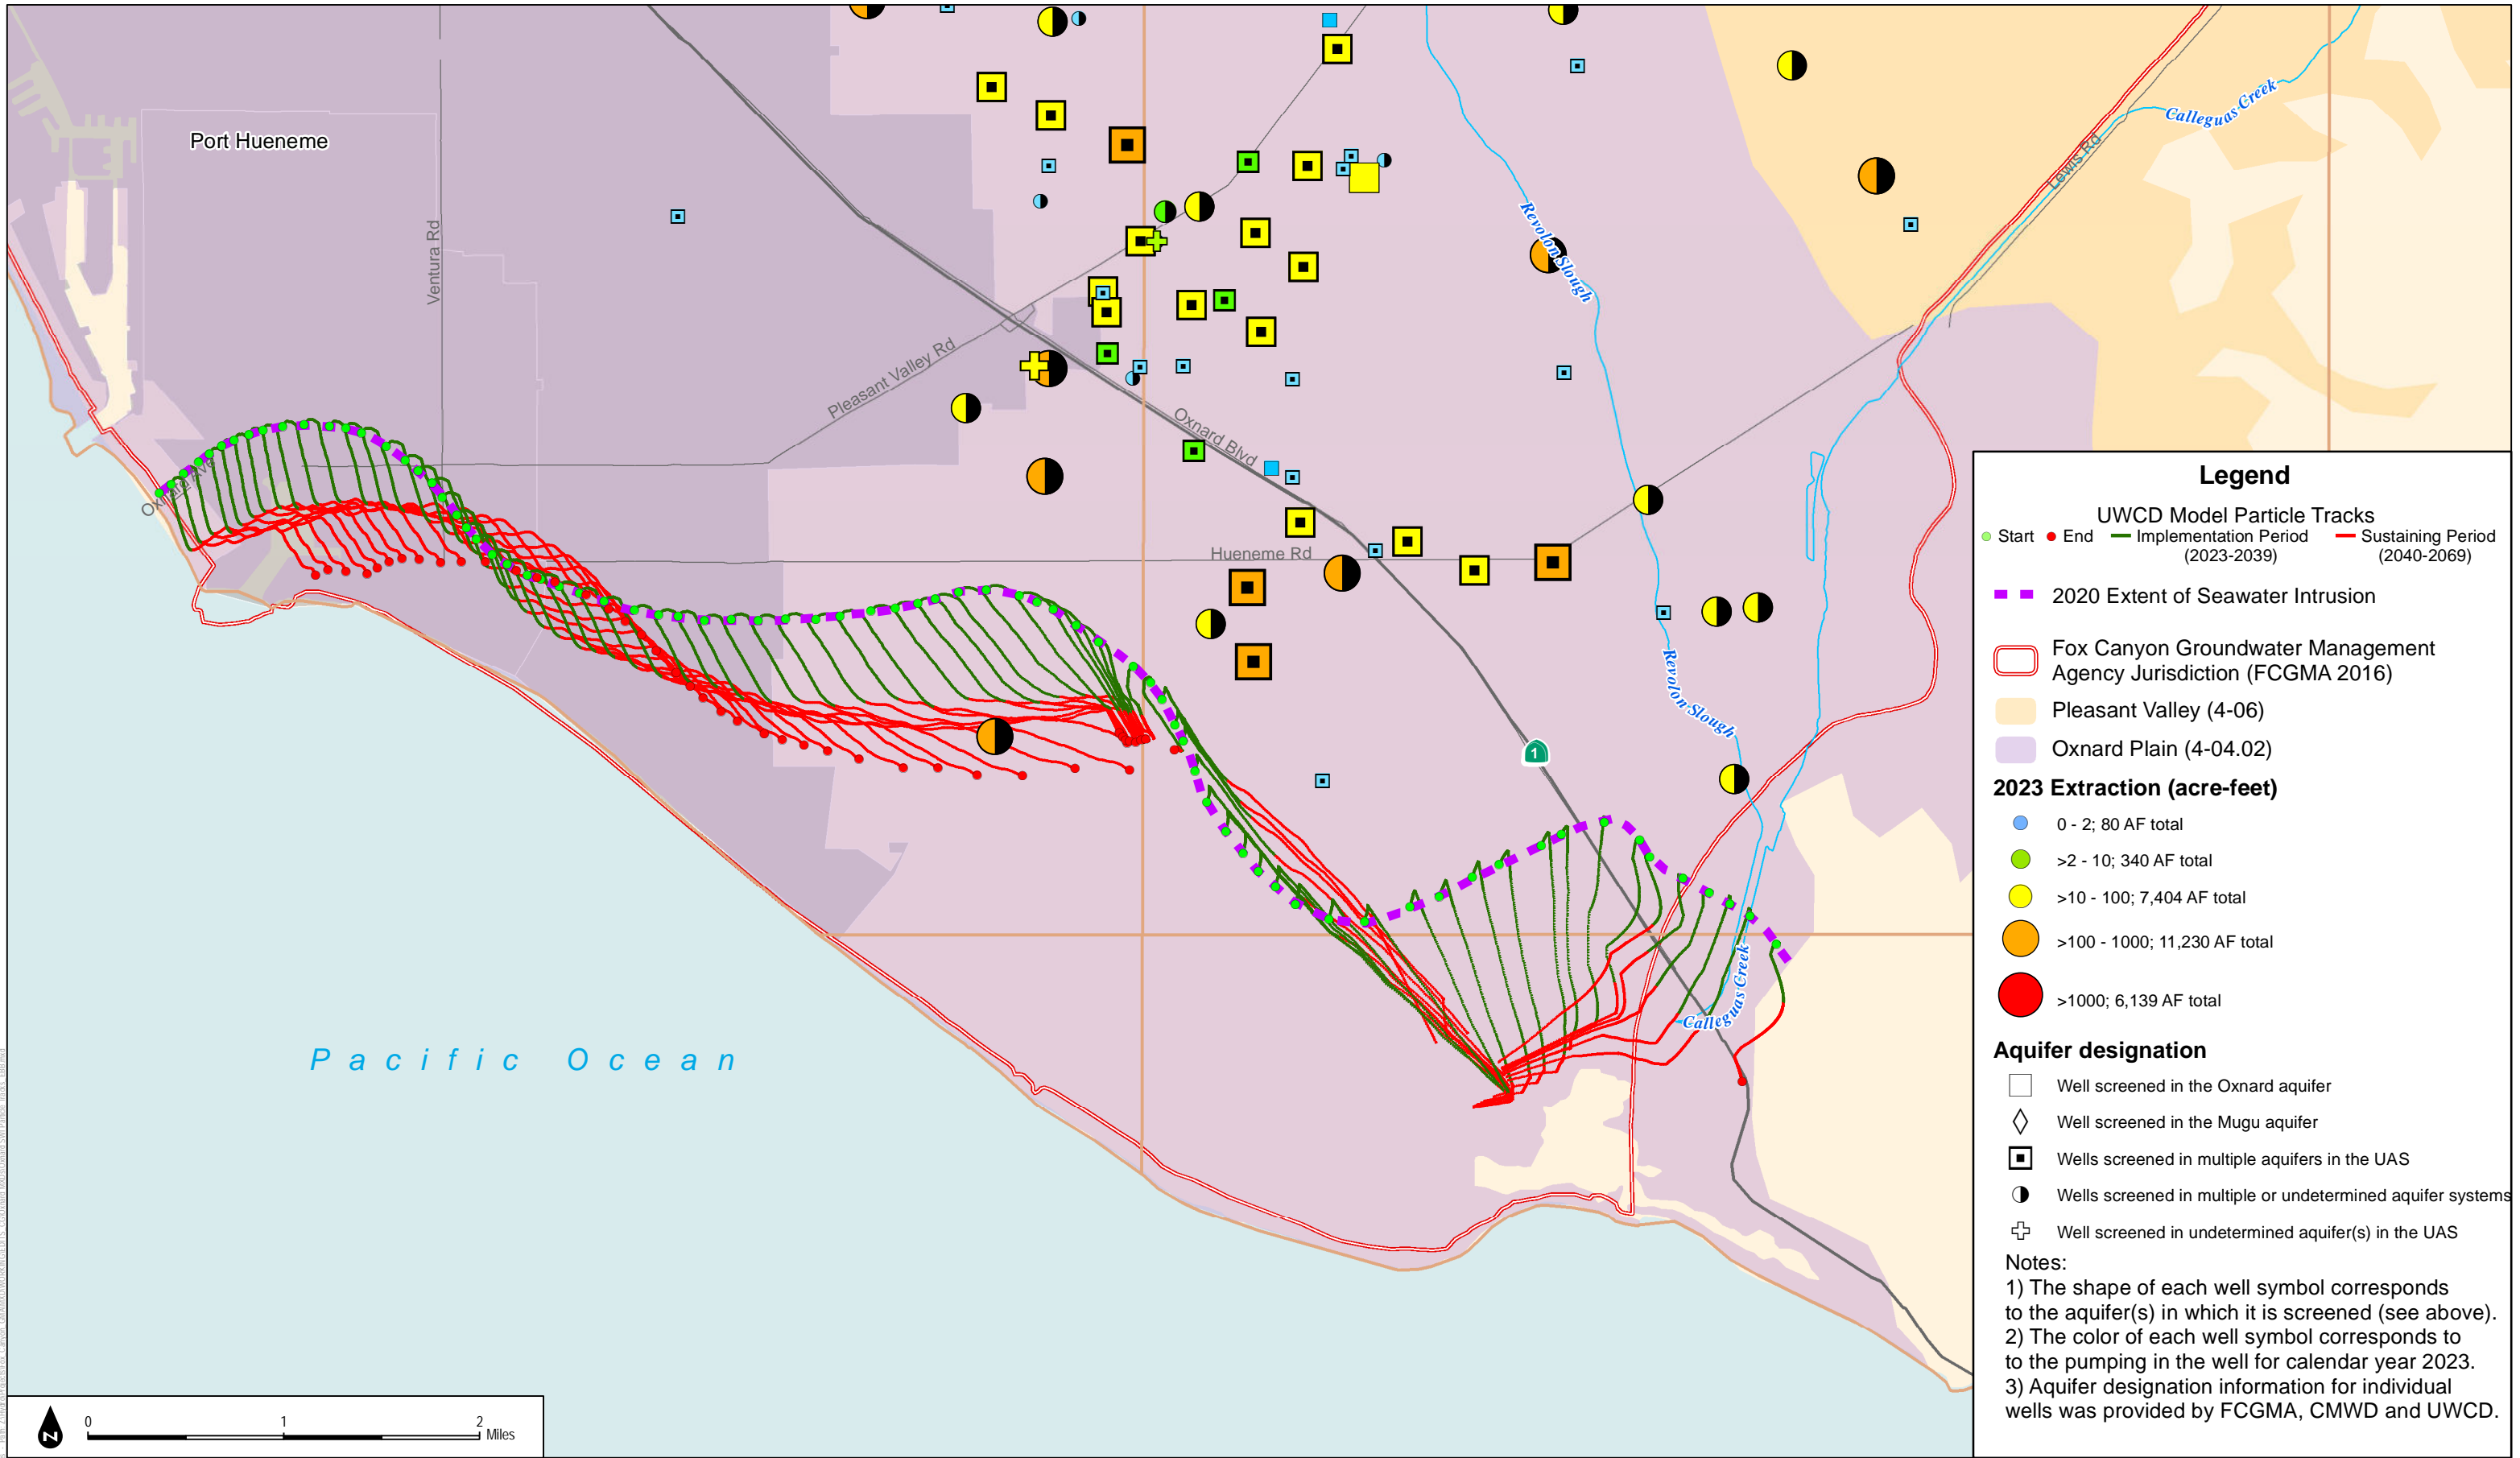 Port Hueneme
Ventura Rd
Pleasant Valley Rd
Oxnard Blvd
Oxnard Ave
Hueneme Rd
Revolon Slough
Revolon Slough
Calleguas Creek
Lewis Rd
1
Calleguas Creek
Pacific Ocean
0 1 2
Miles
N
Legend
UWCD Model Particle Tracks
Start End Implementation Period Sustaining Period
(2023-2039) (2040-2069)
2020 Extent of Seawater Intrusion
Fox Canyon Groundwater Management
Agency Jurisdiction (FCGMA 2016)
Pleasant Valley (4-06)
Oxnard Plain (4-04.02)
2023 Extraction (acre-feet)
0 - 2; 80 AF total
>2 - 10; 340 AF total
>10 - 100; 7,404 AF total
>100 - 1000; 11,230 AF total
>1000; 6,139 AF total
Aquifer designation
Well screened in the Oxnard aquifer
Well screened in the Mugu aquifer
Wells screened in multiple aquifers in the UAS
Wells screened in multiple or undetermined aquifer systems
Well screened in undetermined aquifer(s) in the UAS
Notes:
1) The shape of each well symbol corresponds
to the aquifer(s) in which it is screened (see above).
2) The color of each well symbol corresponds to
to the pumping in the well for calendar year 2023.
3) Aquifer designation information for individual
wells was provided by FCGMA, CMWD and UWCD.